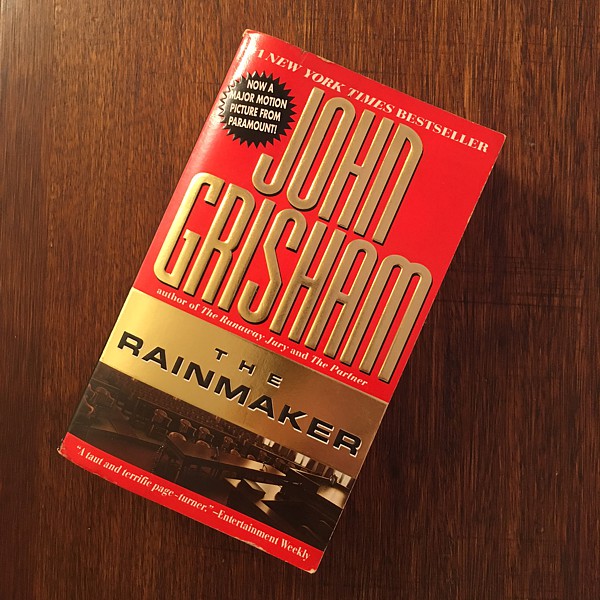 #1 NEW YORK TIMES BESTSELLER
NOW A
MAJOR MOTION
PICTURE FROM
PARAMOUNT!
JOHN
GRISHAM
author of The Runaway Jury and The Partner
THE
RAINMAKER
"A taut and terrific page-turner."—Entertainment Weekly